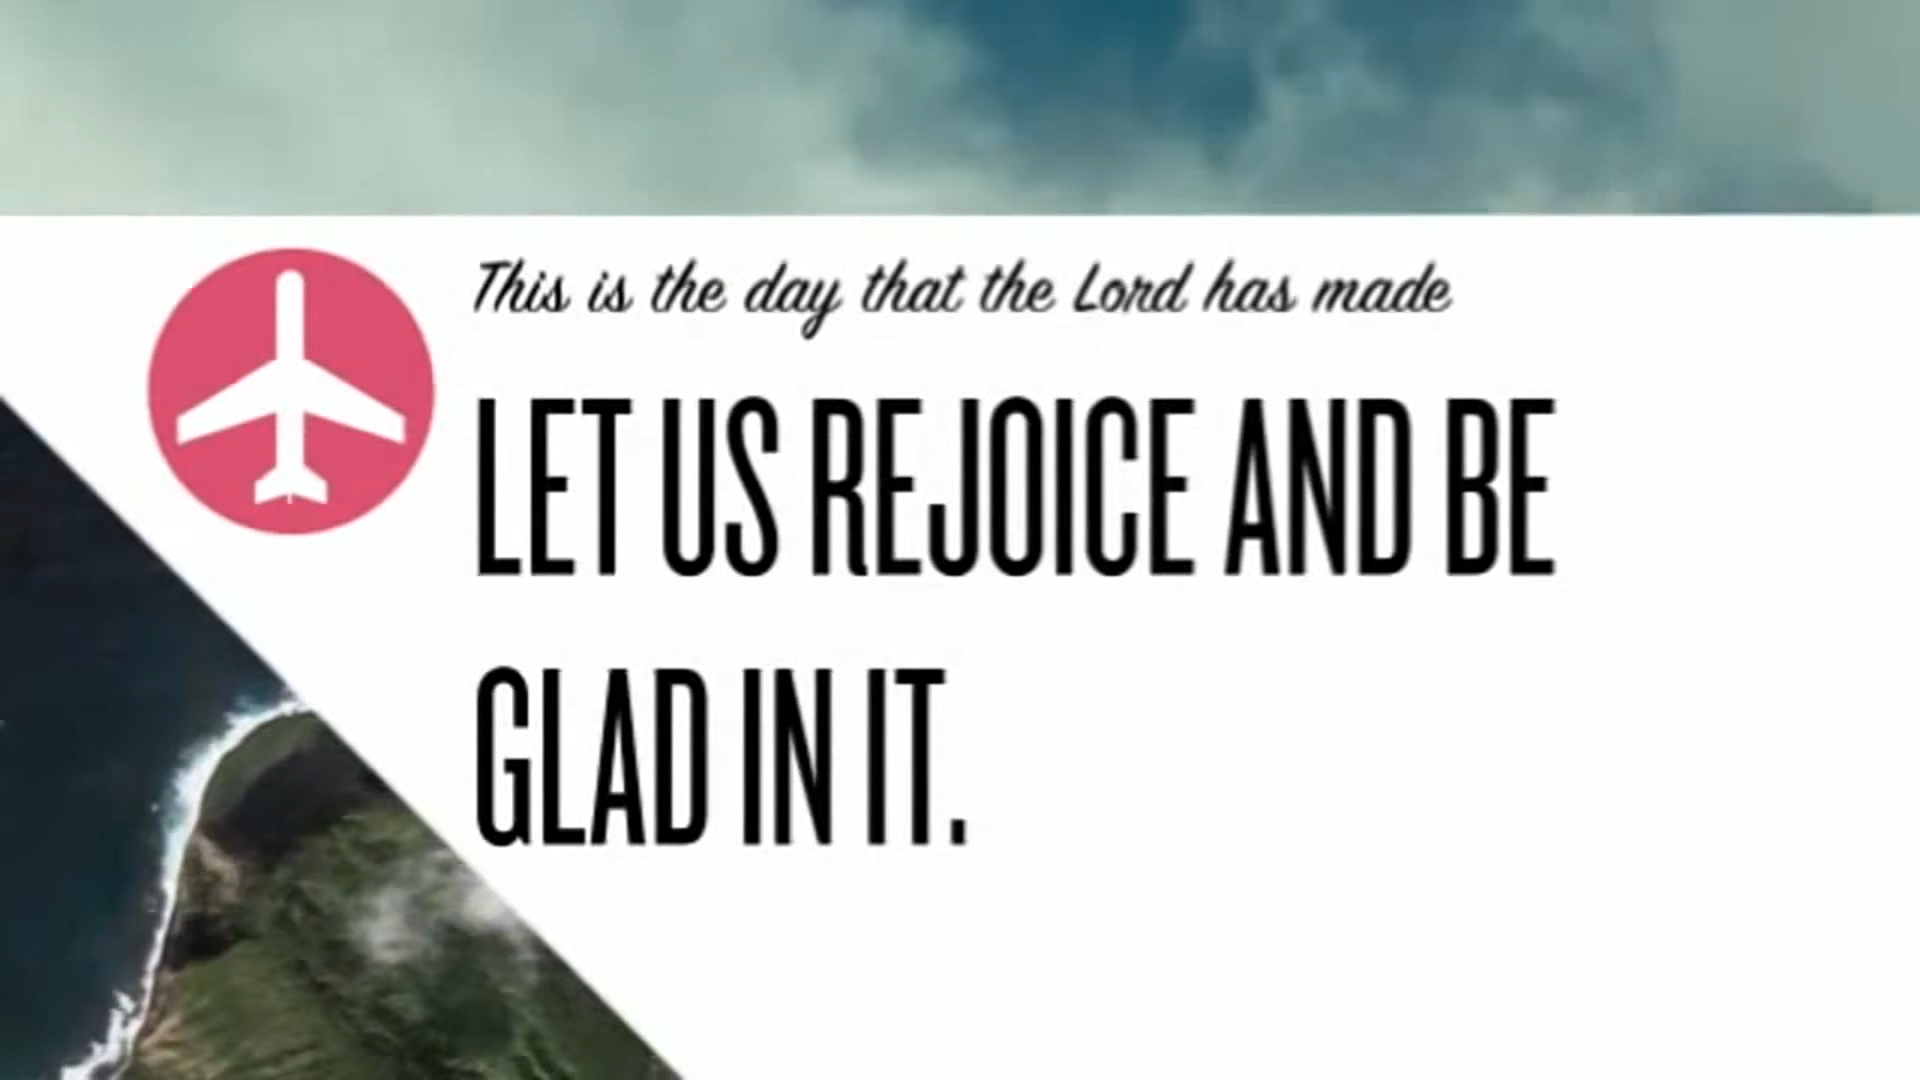 This is the day that the Lord has made
LET US REJOICE AND BE
GLAD IN IT.